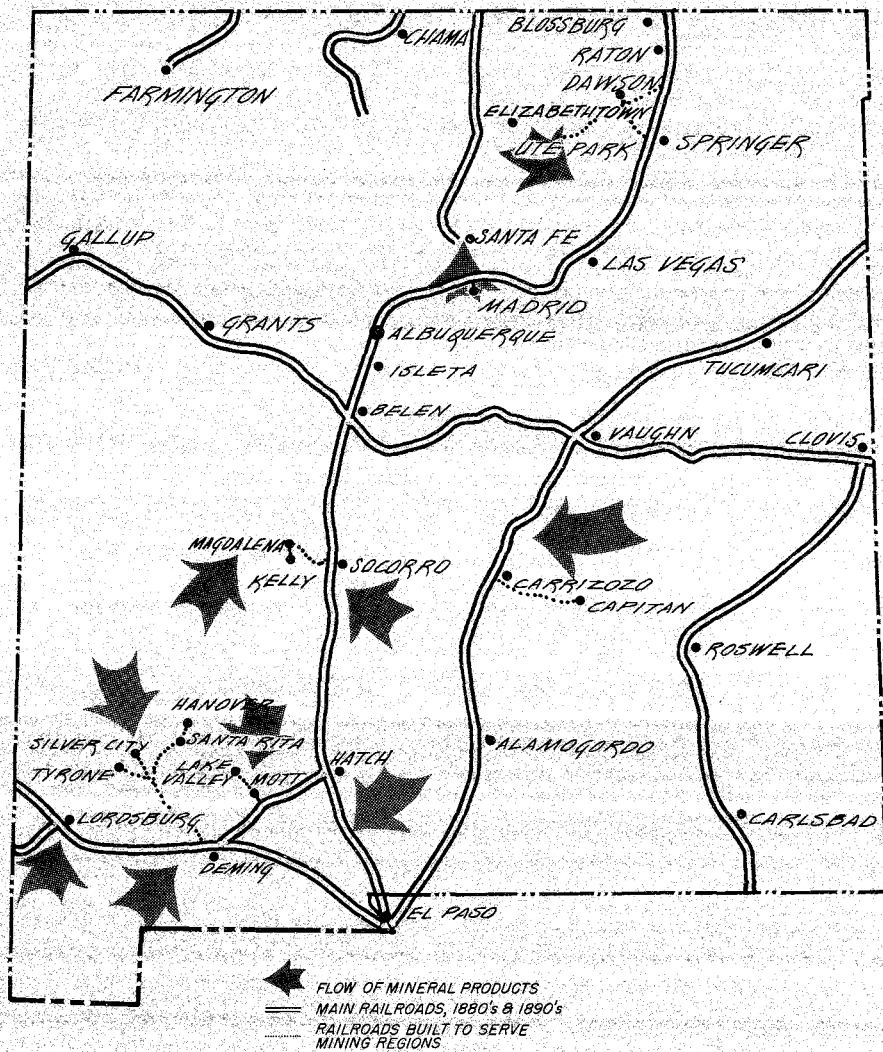 BLOSSBURG
CHAMA
RATON
FARMINGTON
DAWSON
ELIZABETHTOWN
UTE PARK
SPRINGER
GALLUP
SANTA FE
LAS VEGAS
MADRID
GRANTS
ALBUQUERQUE
TUCUMCARI
ISLETA
BELEN
VAUGHN
CLOVIS
MAGDALENA
KELLY
SOCORRO
CARRIZOZO
CAPITAN
ROSWELL
HANOVER
SILVER CITY
SANTA RITA
ALAMOGORDO
TYRONE
LAKE
VALLEY
MOTT
HATCH
LORDSBURG
CARLSBAD
DEMING
EL PASO
FLOW OF MINERAL PRODUCTS
MAIN RAILROADS, 1880's & 1890's
RAILROADS BUILT TO SERVE
MINING REGIONS